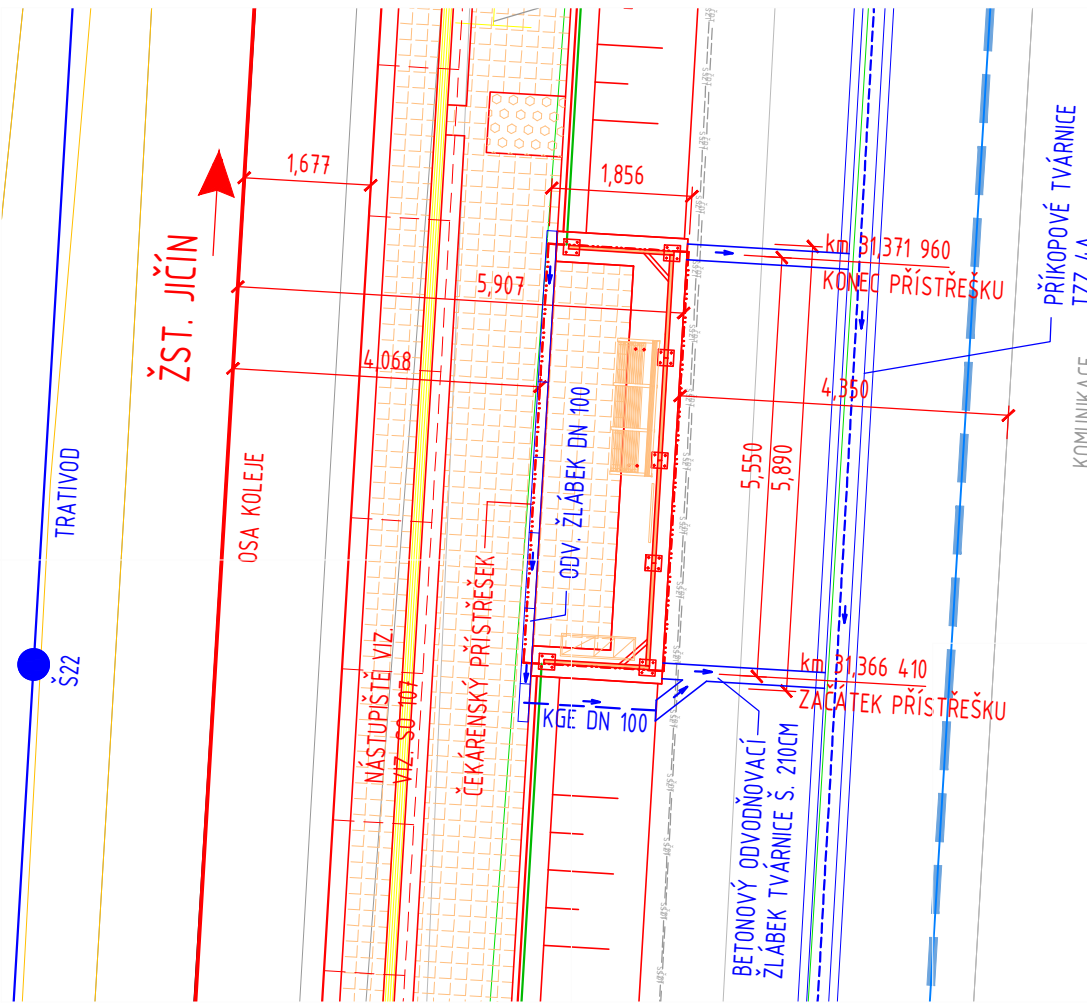 1,677
1,856
ŽST. JIČÍN
5,907
4,068
km 31,371 960
KONEC PŘÍSTŘEŠKU
PŘÍKOPOVÉ TVÁRNICE
4,350
KOMUNIKACE
5,550
5,890
TRATIVOD
Š22
OSA KOLEJE
ODV. ŽLÁBEK DN 100
ČEKÁRENSKÝ PŘÍSTŘEŠEK
NÁSTUPIŠTĚ VIZ.
VIZ. SO 107
KGE DN 100
km 31,366 410
ZAČÁTEK PŘÍSTŘEŠKU
BETONOVÝ ODVODŇOVACÍ
ŽLÁBEK TVÁRNICE Š. 210CM